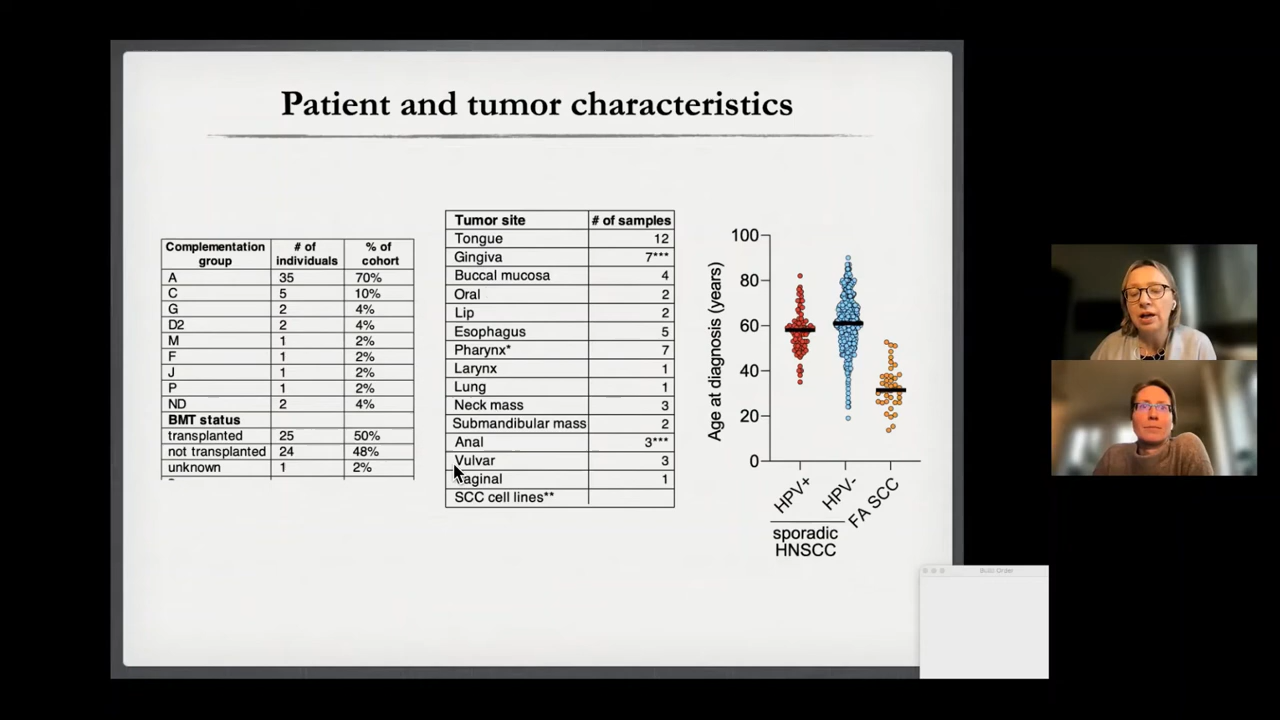 Patient and tumor characteristics
Complementation group # of individuals % of cohort
A 35 70%
C 5 10%
G 2 4%
D2 2 4%
M 1 2%
F 1 2%
J 1 2%
P 1 2%
ND 2 4%
BMT status
transplanted 25 50%
not transplanted 24 48%
unknown 1 2%
Tumor site # of samples
Tongue 12
Gingiva 7***
Buccal mucosa 4
Oral 2
Lip 2
Esophagus 5
Pharynx* 7
Larynx 1
Lung 1
Neck mass 3
Submandibular mass 2
Anal 3***
Vulvar 3
aginal 1
SCC cell lines**
Age at diagnosis (years)
100
80
60
40
20
0
HPV+
HPV-
FA SCC
sporadic
HNSCC
Build Order